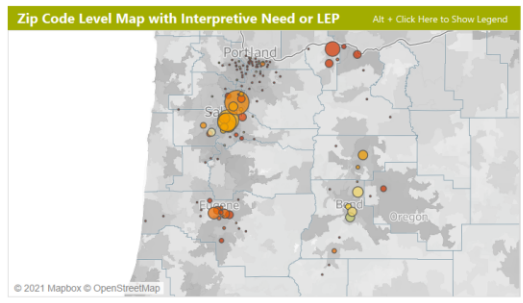 Zip Code Level Map with Interpretive Need or LEP
Alt + Click Here to Show Legend
Portland
Sal
Eugene
Bend
Oregon
© 2021 Mapbox © OpenStreetMap